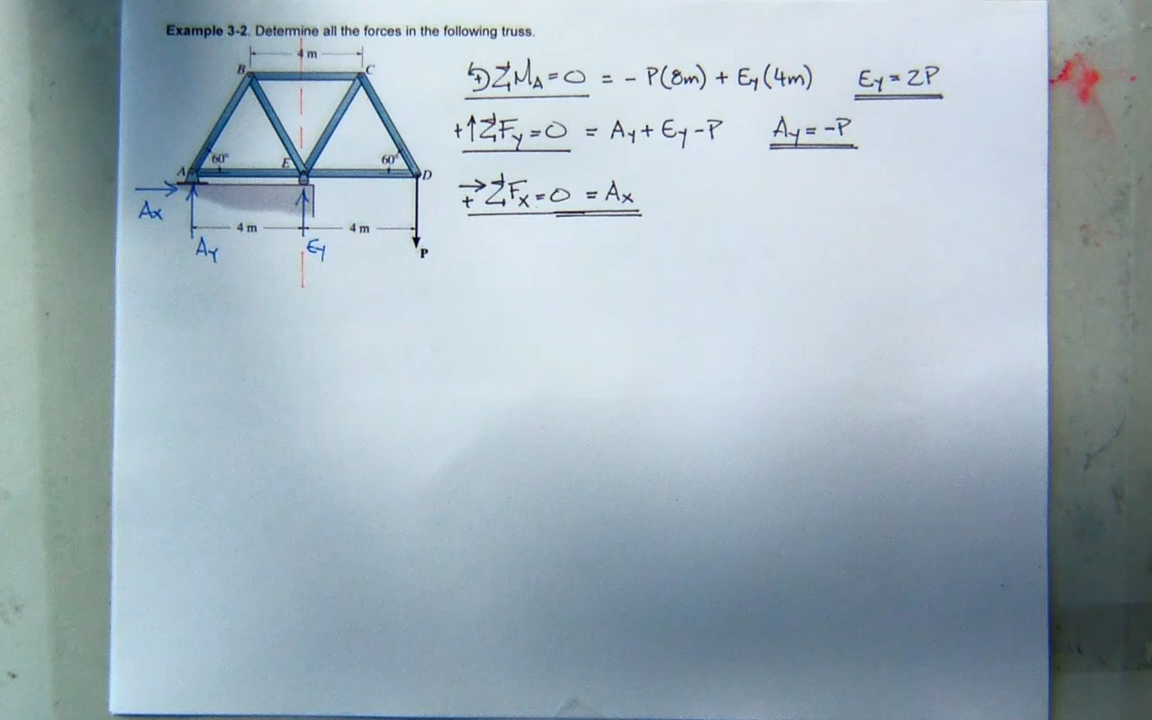 Example 3-2. Determine all the forces in the following truss.
4 m
B C
↺+ ΣM_A = 0 = - P(8m) + Ey(4m) Ey = 2P
+↑ΣFy = 0 = Ay + Ey - P Ay = -P
→+ ΣFx = 0 = Ax
60° E 60°
A D
Ax
4 m 4 m
Ay Ey P